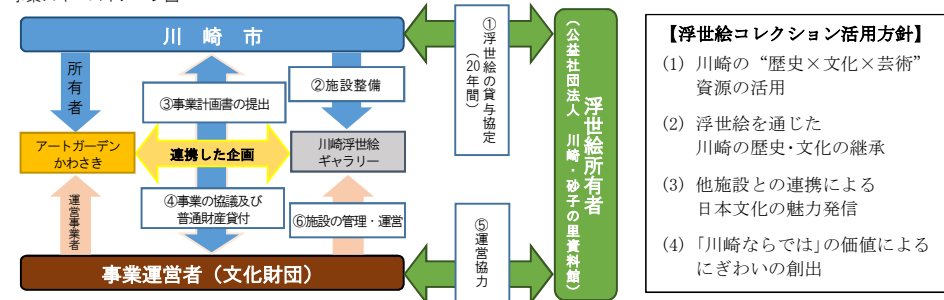 川崎市
所有者
②施設整備
③事業計画書の提出
①浮世絵の貸与協定
(20年間)
アートガーデン
かわさき
連携した企画
川崎浮世絵
ギャラリー
運営事業者
④事業の協議及び
普通財産貸付
⑥施設の管理・運営
⑤運営協力
事業運営者(文化財団)
浮世絵所有者
(公益社団法人 川崎・砂子の里資料館)
【浮世絵コレクション活用方針】
(1) 川崎の“歴史×文化×芸術”
資源の活用
(2) 浮世絵を通じた
川崎の歴史・文化の継承
(3) 他施設との連携による
日本文化の魅力発信
(4) 「川崎ならでは」の価値による
にぎわいの創出